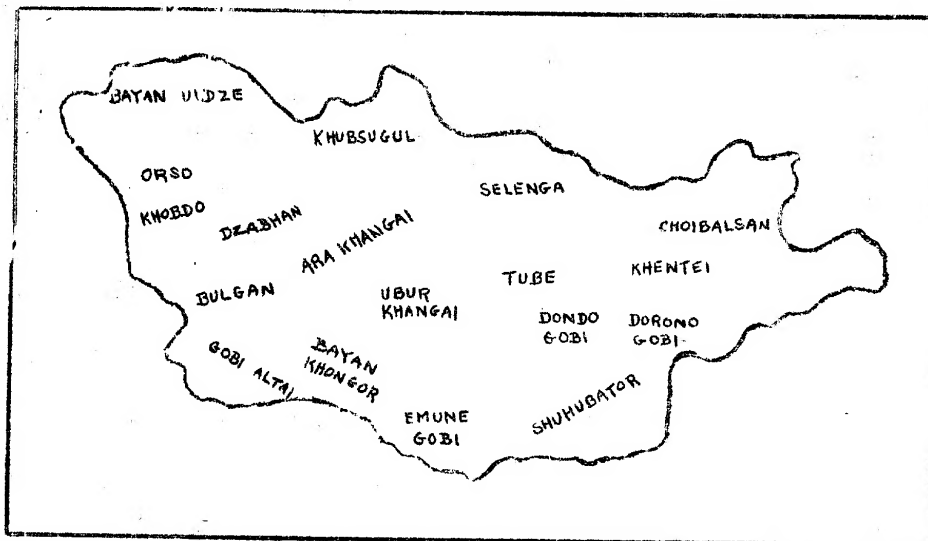 BAYAN UIDZE
KHUBSUGUL
ORSO
KHOBDO
DZABHAN
ARA KHANGAI
SELENGA
CHOIBALSAN
BULGAN
UBUR
KHANGAI
TUBE
KHENTEI
GOBI ALTAI
BAYAN
KHONGOR
DONDO
GOBI
DORONO
GOBI
EMUNE
GOBI
SHUHUBATOR